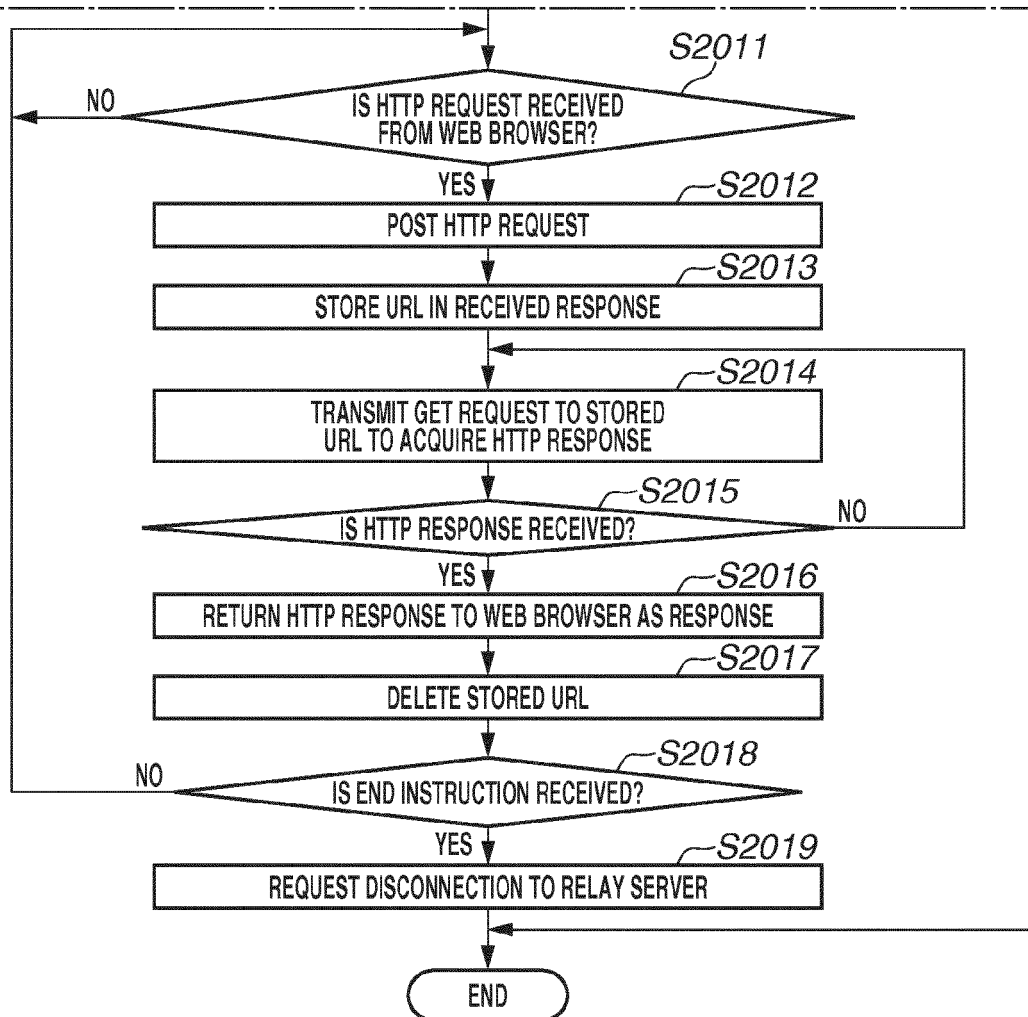 S2011
IS HTTP REQUEST RECEIVED
FROM WEB BROWSER?
NO
YES
S2012
POST HTTP REQUEST
S2013
STORE URL IN RECEIVED RESPONSE
S2014
TRANSMIT GET REQUEST TO STORED
URL TO ACQUIRE HTTP RESPONSE
S2015
IS HTTP RESPONSE RECEIVED?
NO
YES
S2016
RETURN HTTP RESPONSE TO WEB BROWSER AS RESPONSE
S2017
DELETE STORED URL
S2018
NO
IS END INSTRUCTION RECEIVED?
YES
S2019
REQUEST DISCONNECTION TO RELAY SERVER
END